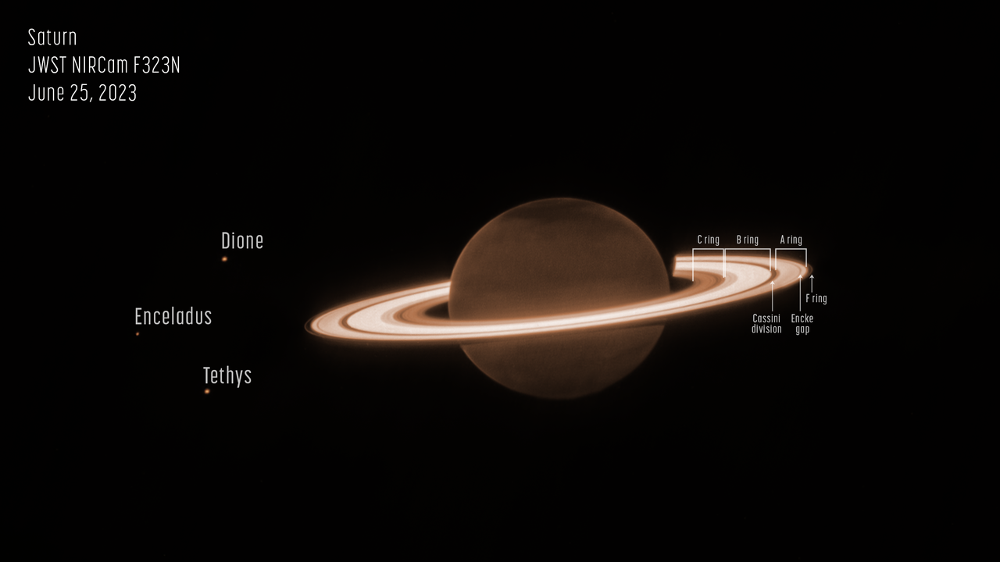 Saturn
JWST NIRCam F323N
June 25, 2023
Dione
C ring
B ring
A ring
F ring
Enceladus
Cassini
division
Encke
gap
Tethys